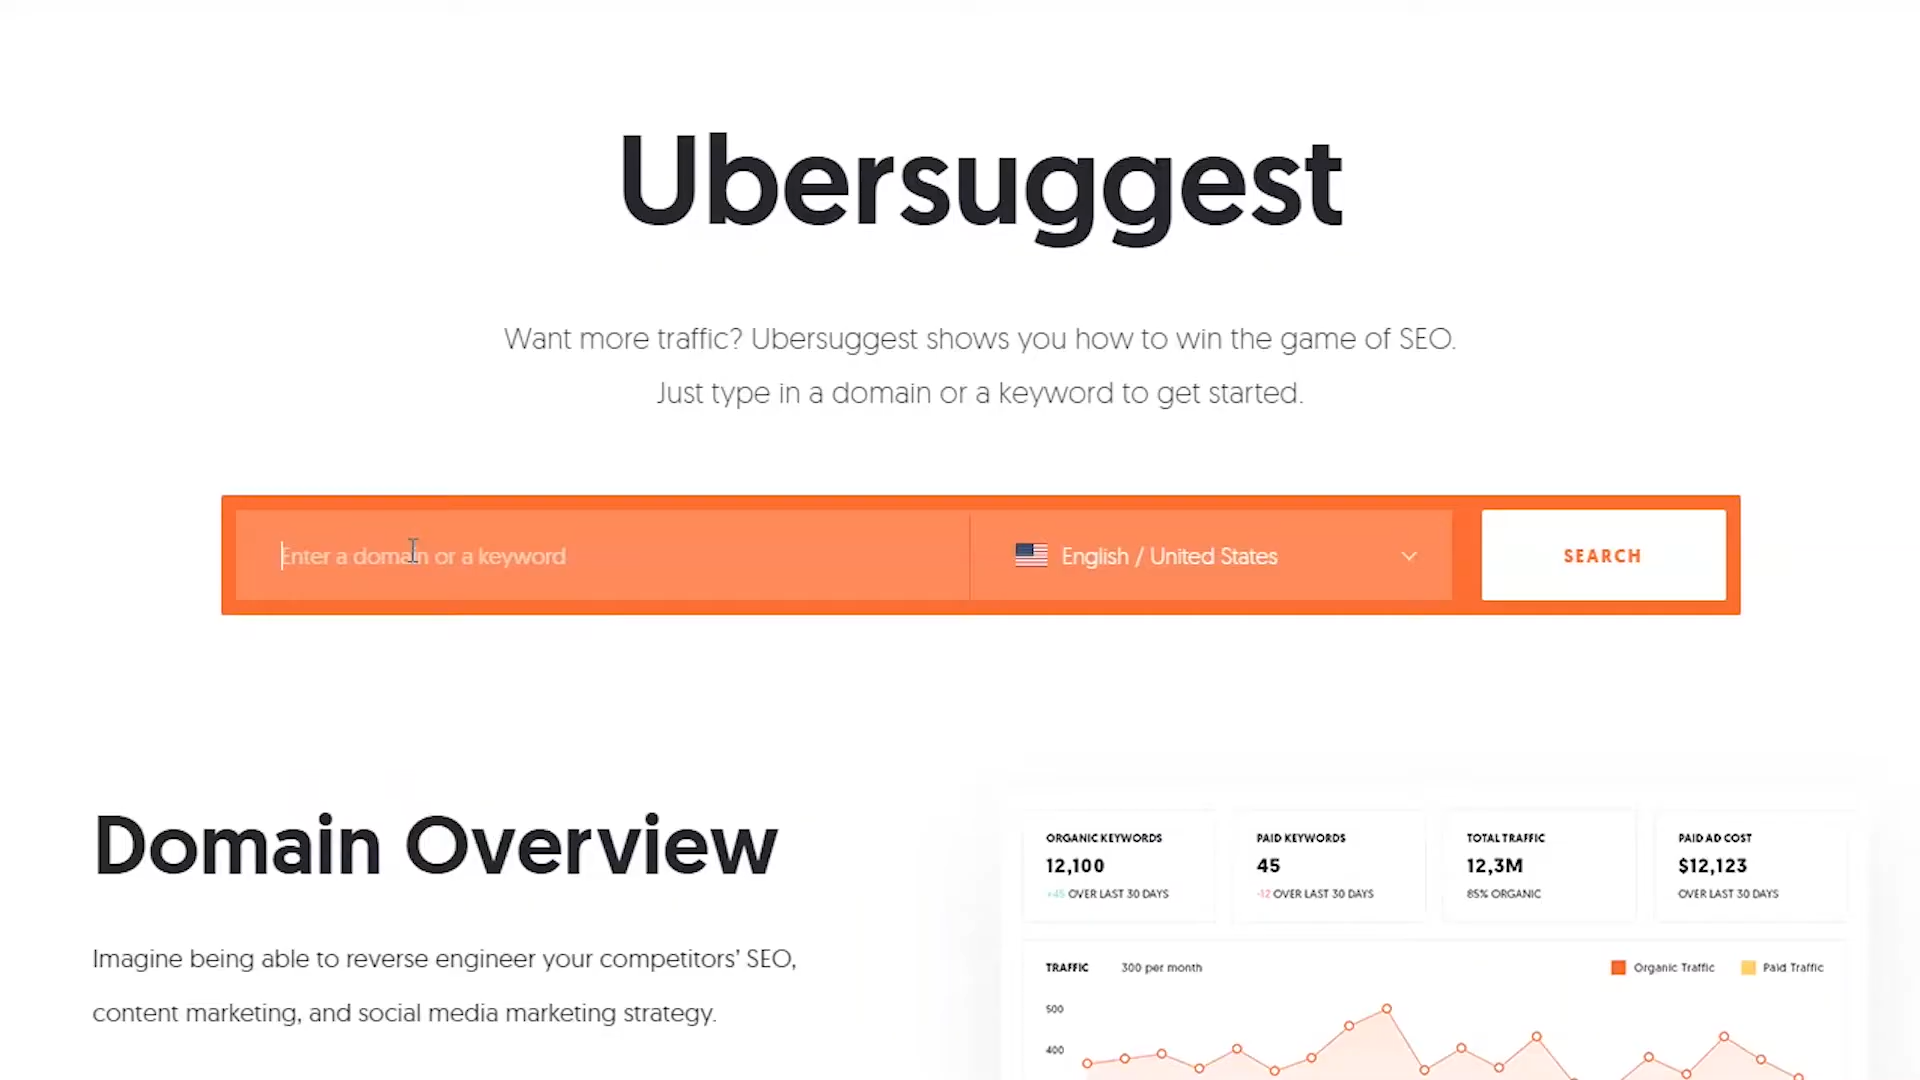 Ubersuggest
Want more traffic? Ubersuggest shows you how to win the game of SEO.
Just type in a domain or a keyword to get started.
Enter a domain or a keyword
English / United States
SEARCH
Domain Overview
Imagine being able to reverse engineer your competitors’ SEO,
content marketing, and social media marketing strategy.
ORGANIC KEYWORDS
12,100
+45 OVER LAST 30 DAYS
PAID KEYWORDS
45
-12 OVER LAST 30 DAYS
TOTAL TRAFFIC
12,3M
85% ORGANIC
PAID AD COST
$12,123
OVER LAST 30 DAYS
TRAFFIC 300 per month
Organic Traffic
Paid Traffic
500
400